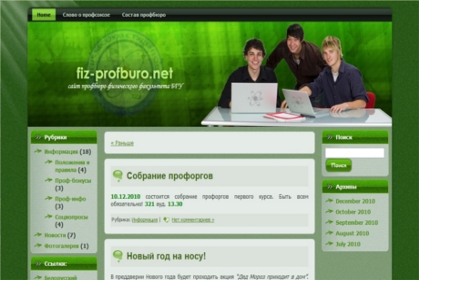 Home Слово о профсоюзе Состав профбюро
fiz-profburo.net
сайт профбюро физического факультета БГУ
Рубрики
Информация (18)
Положения и
правила (4)
Проф-бонусы
(3)
Проф-инфо
(3)
Соцвопросы
(4)
Новости (7)
Фотогалерея (1)
Ссылки
Белорусский
« Раньше
Собрание профоргов
10.12.2010 состоится собрание профоргов первого курса. Быть всем
обязательно! 321 ауд. 13.30
Рубрики: Информация | Нет комментариев »
Новый год на носу!
В преддверии Нового года будет проходить акция "Дед Мороз приходит в дом".
Поиск
Поиск
Архивы
December 2010
October 2010
September 2010
August 2010
July 2010